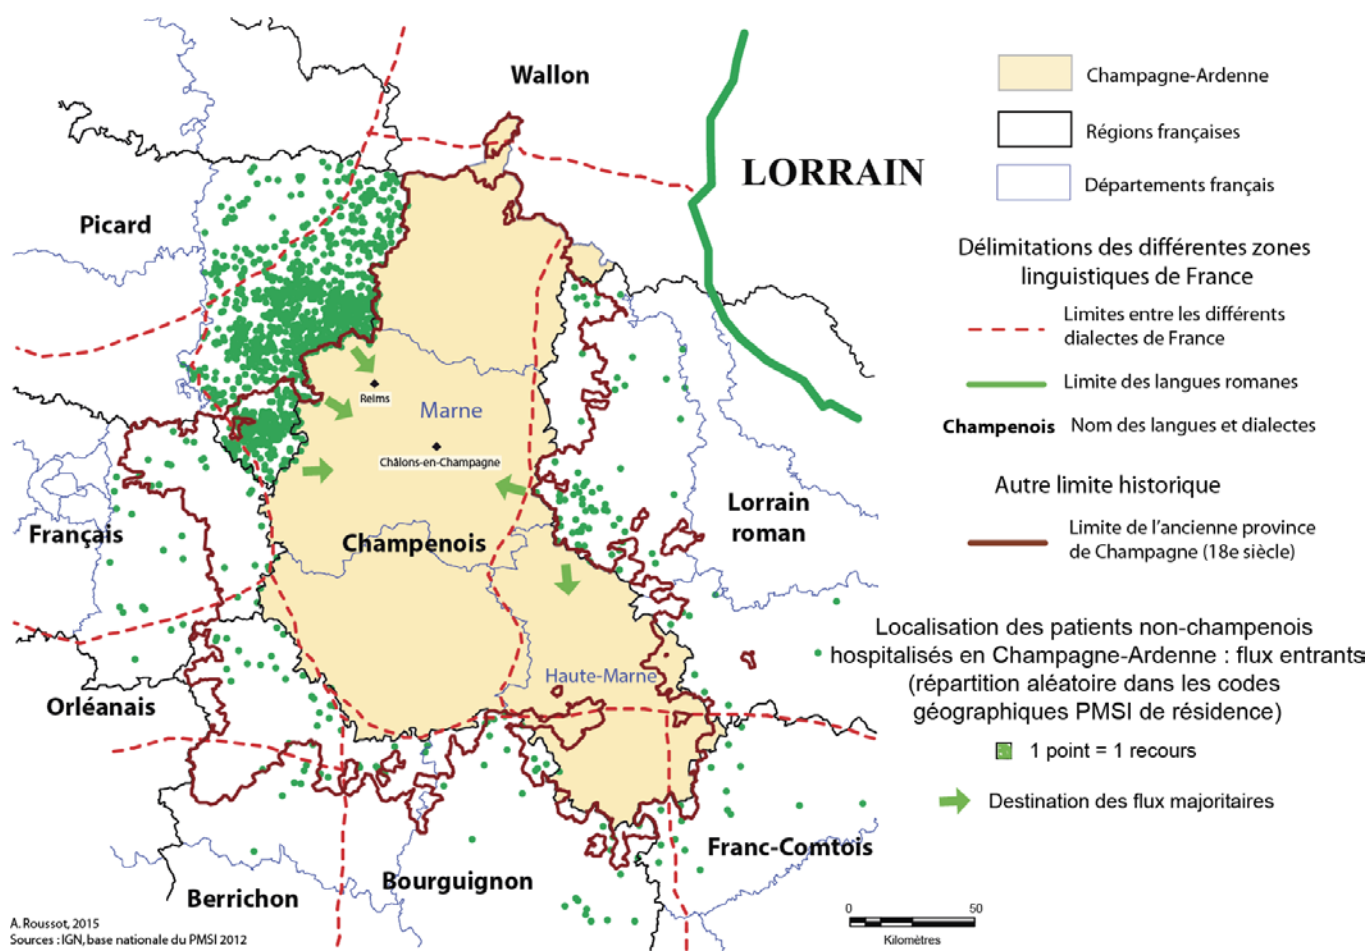 Wallon
LORRAIN
Picard
Reims
Marne
Châlons-en-Champagne
Français
Champenois
Lorrain
roman
Haute-Marne
Orléanais
Franc-Comtois
Berrichon
Bourguignon
A. Roussot, 2015
Sources : IGN, base nationale du PMSI 2012
0 50
Kilomètres
Champagne-Ardenne
Régions françaises
Départements français
Délimitations des différentes zones
linguistiques de France
Limites entre les différents
dialectes de France
Limite des langues romanes
Champenois Nom des langues et dialectes
Autre limite historique
Limite de l'ancienne province
de Champagne (18e siècle)
Localisation des patients non-champenois
hospitalisés en Champagne-Ardenne : flux entrants
(répartition aléatoire dans les codes
géographiques PMSI de résidence)
1 point = 1 recours
Destination des flux majoritaires